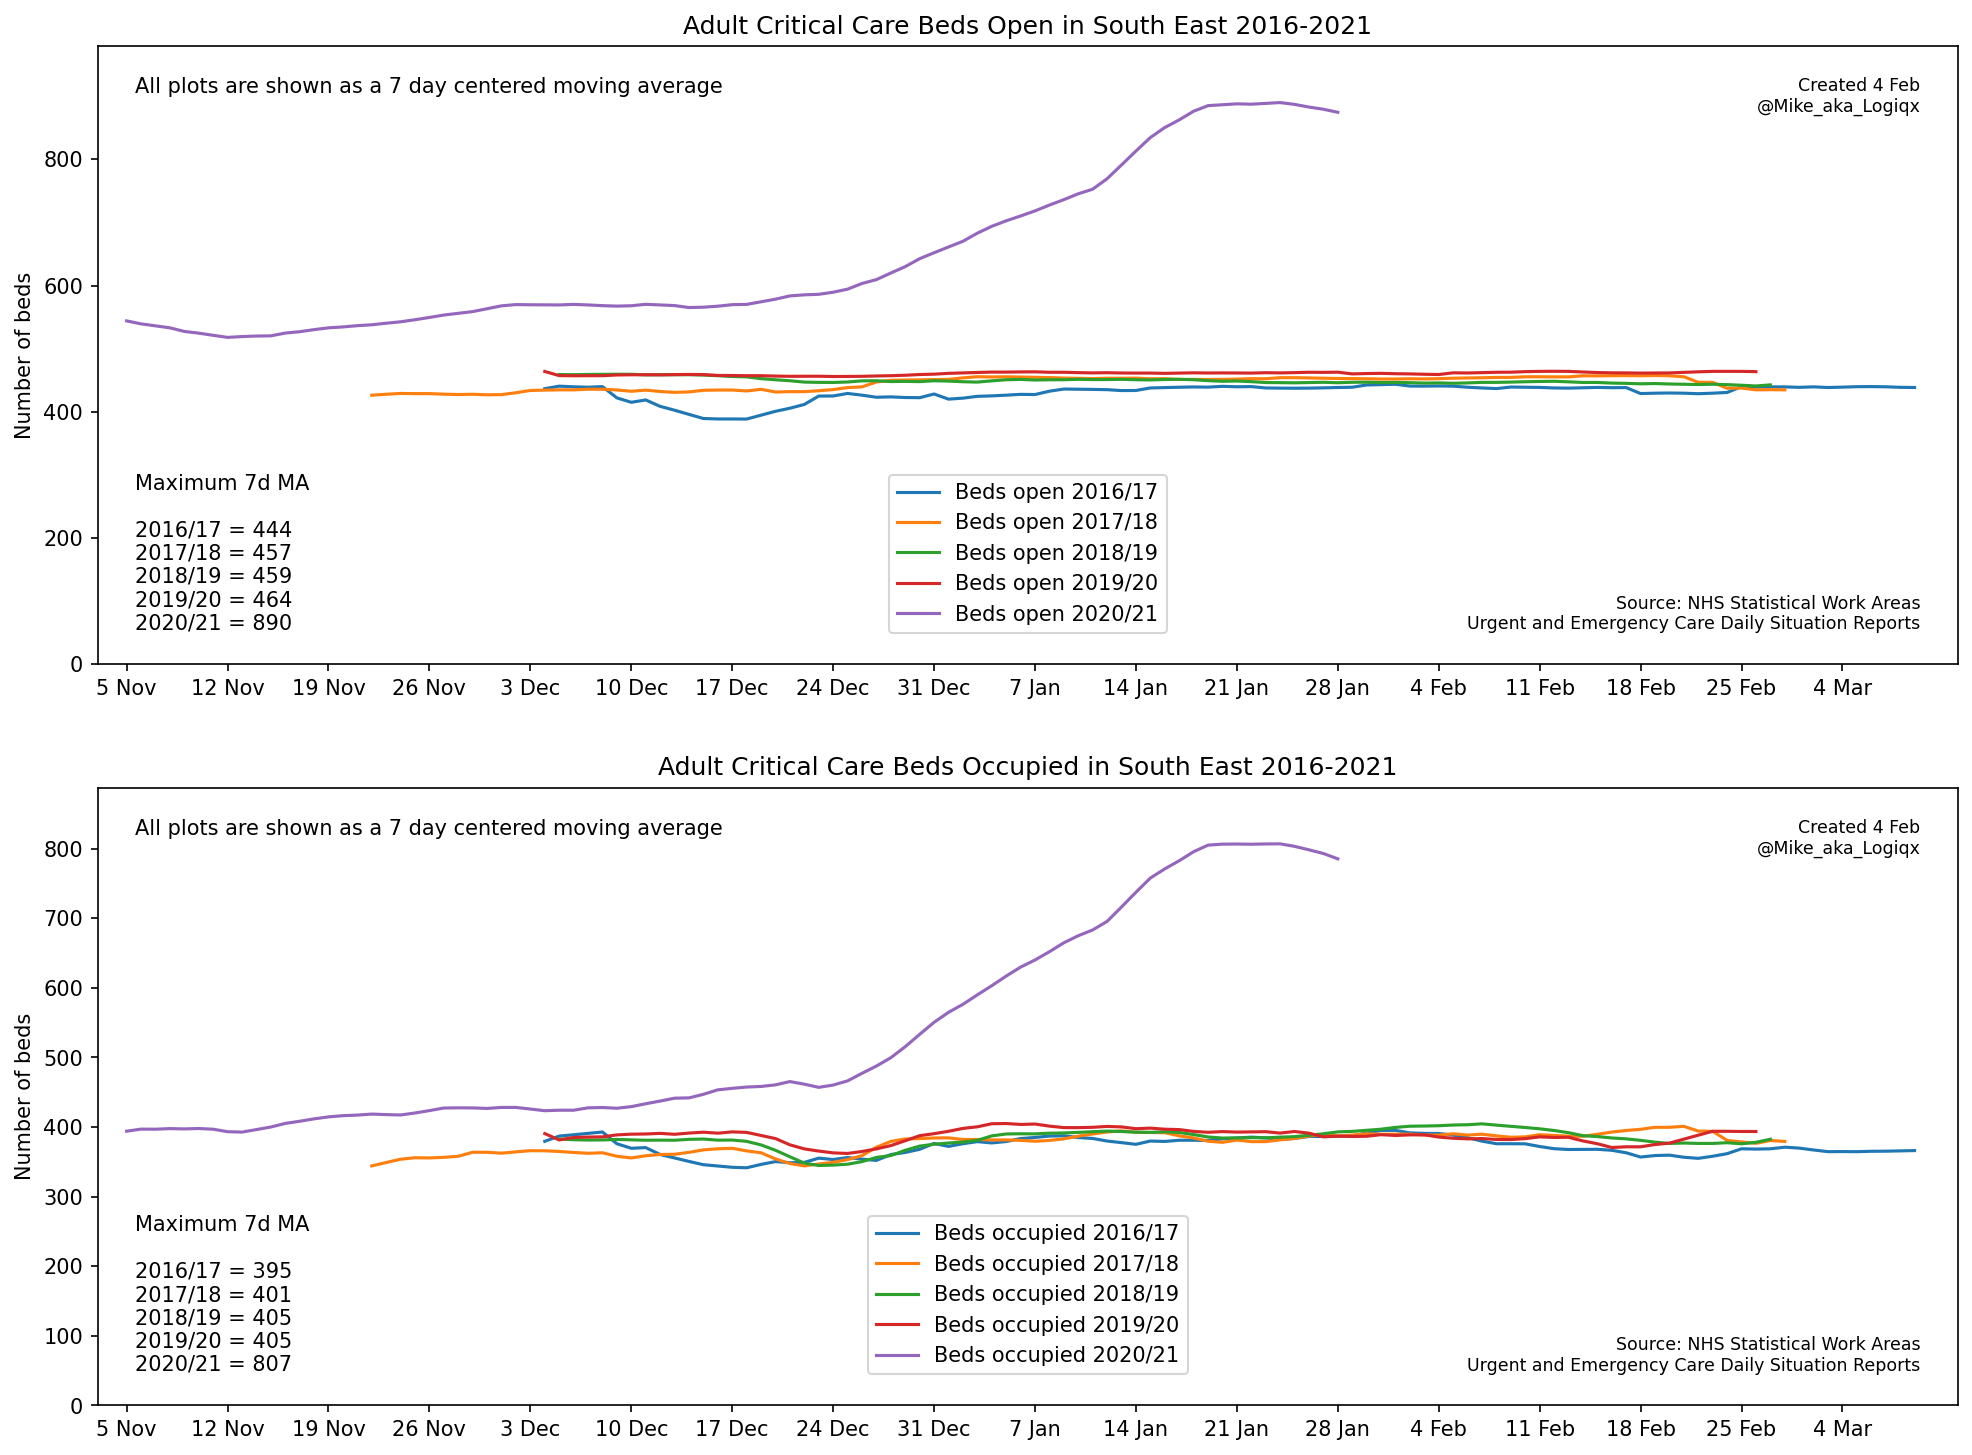 Adult Critical Care Beds Open in South East 2016-2021
All plots are shown as a 7 day centered moving average
Created 4 Feb
@Mike_aka_Logiqx
Number of beds
800
600
400
200
0
Maximum 7d MA
2016/17 = 444
2017/18 = 457
2018/19 = 459
2019/20 = 464
2020/21 = 890
Beds open 2016/17
Beds open 2017/18
Beds open 2018/19
Beds open 2019/20
Beds open 2020/21
Source: NHS Statistical Work Areas
Urgent and Emergency Care Daily Situation Reports
5 Nov 12 Nov 19 Nov 26 Nov 3 Dec 10 Dec 17 Dec 24 Dec 31 Dec 7 Jan 14 Jan 21 Jan 28 Jan 4 Feb 11 Feb 18 Feb 25 Feb 4 Mar
Adult Critical Care Beds Occupied in South East 2016-2021
All plots are shown as a 7 day centered moving average
Created 4 Feb
@Mike_aka_Logiqx
Number of beds
800
700
600
500
400
300
200
100
0
Maximum 7d MA
2016/17 = 395
2017/18 = 401
2018/19 = 405
2019/20 = 405
2020/21 = 807
Beds occupied 2016/17
Beds occupied 2017/18
Beds occupied 2018/19
Beds occupied 2019/20
Beds occupied 2020/21
Source: NHS Statistical Work Areas
Urgent and Emergency Care Daily Situation Reports
5 Nov 12 Nov 19 Nov 26 Nov 3 Dec 10 Dec 17 Dec 24 Dec 31 Dec 7 Jan 14 Jan 21 Jan 28 Jan 4 Feb 11 Feb 18 Feb 25 Feb 4 Mar